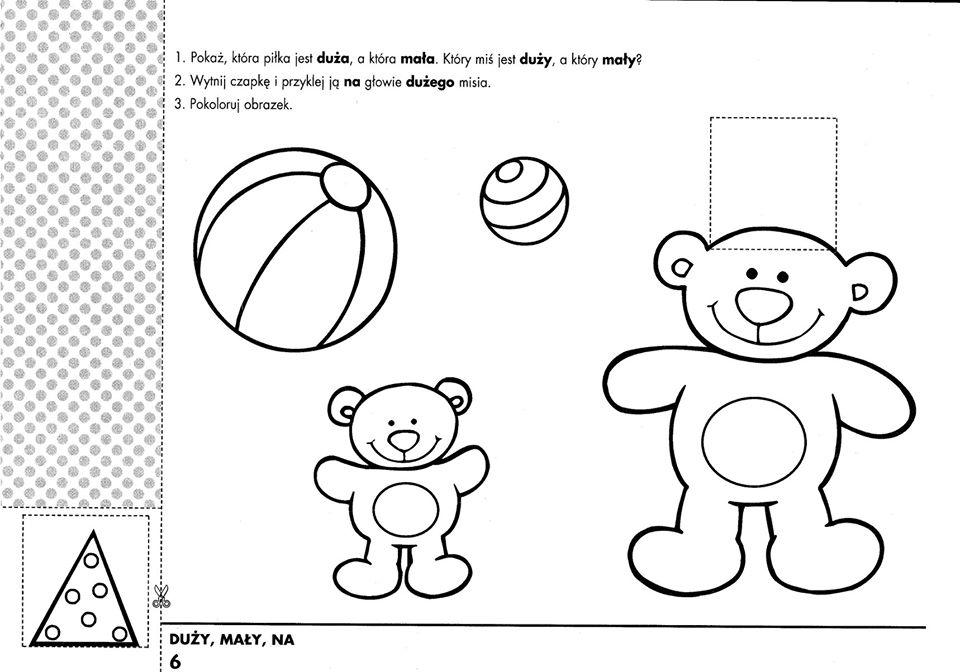 1. Pokaż, która piłka jest duża, a która mała. Który miś jest duży, a który mały?
2. Wytnij czapkę i przyklej ją na głowie dużego misia.
3. Pokoloruj obrazek.
DUŻY, MAŁY, NA
6